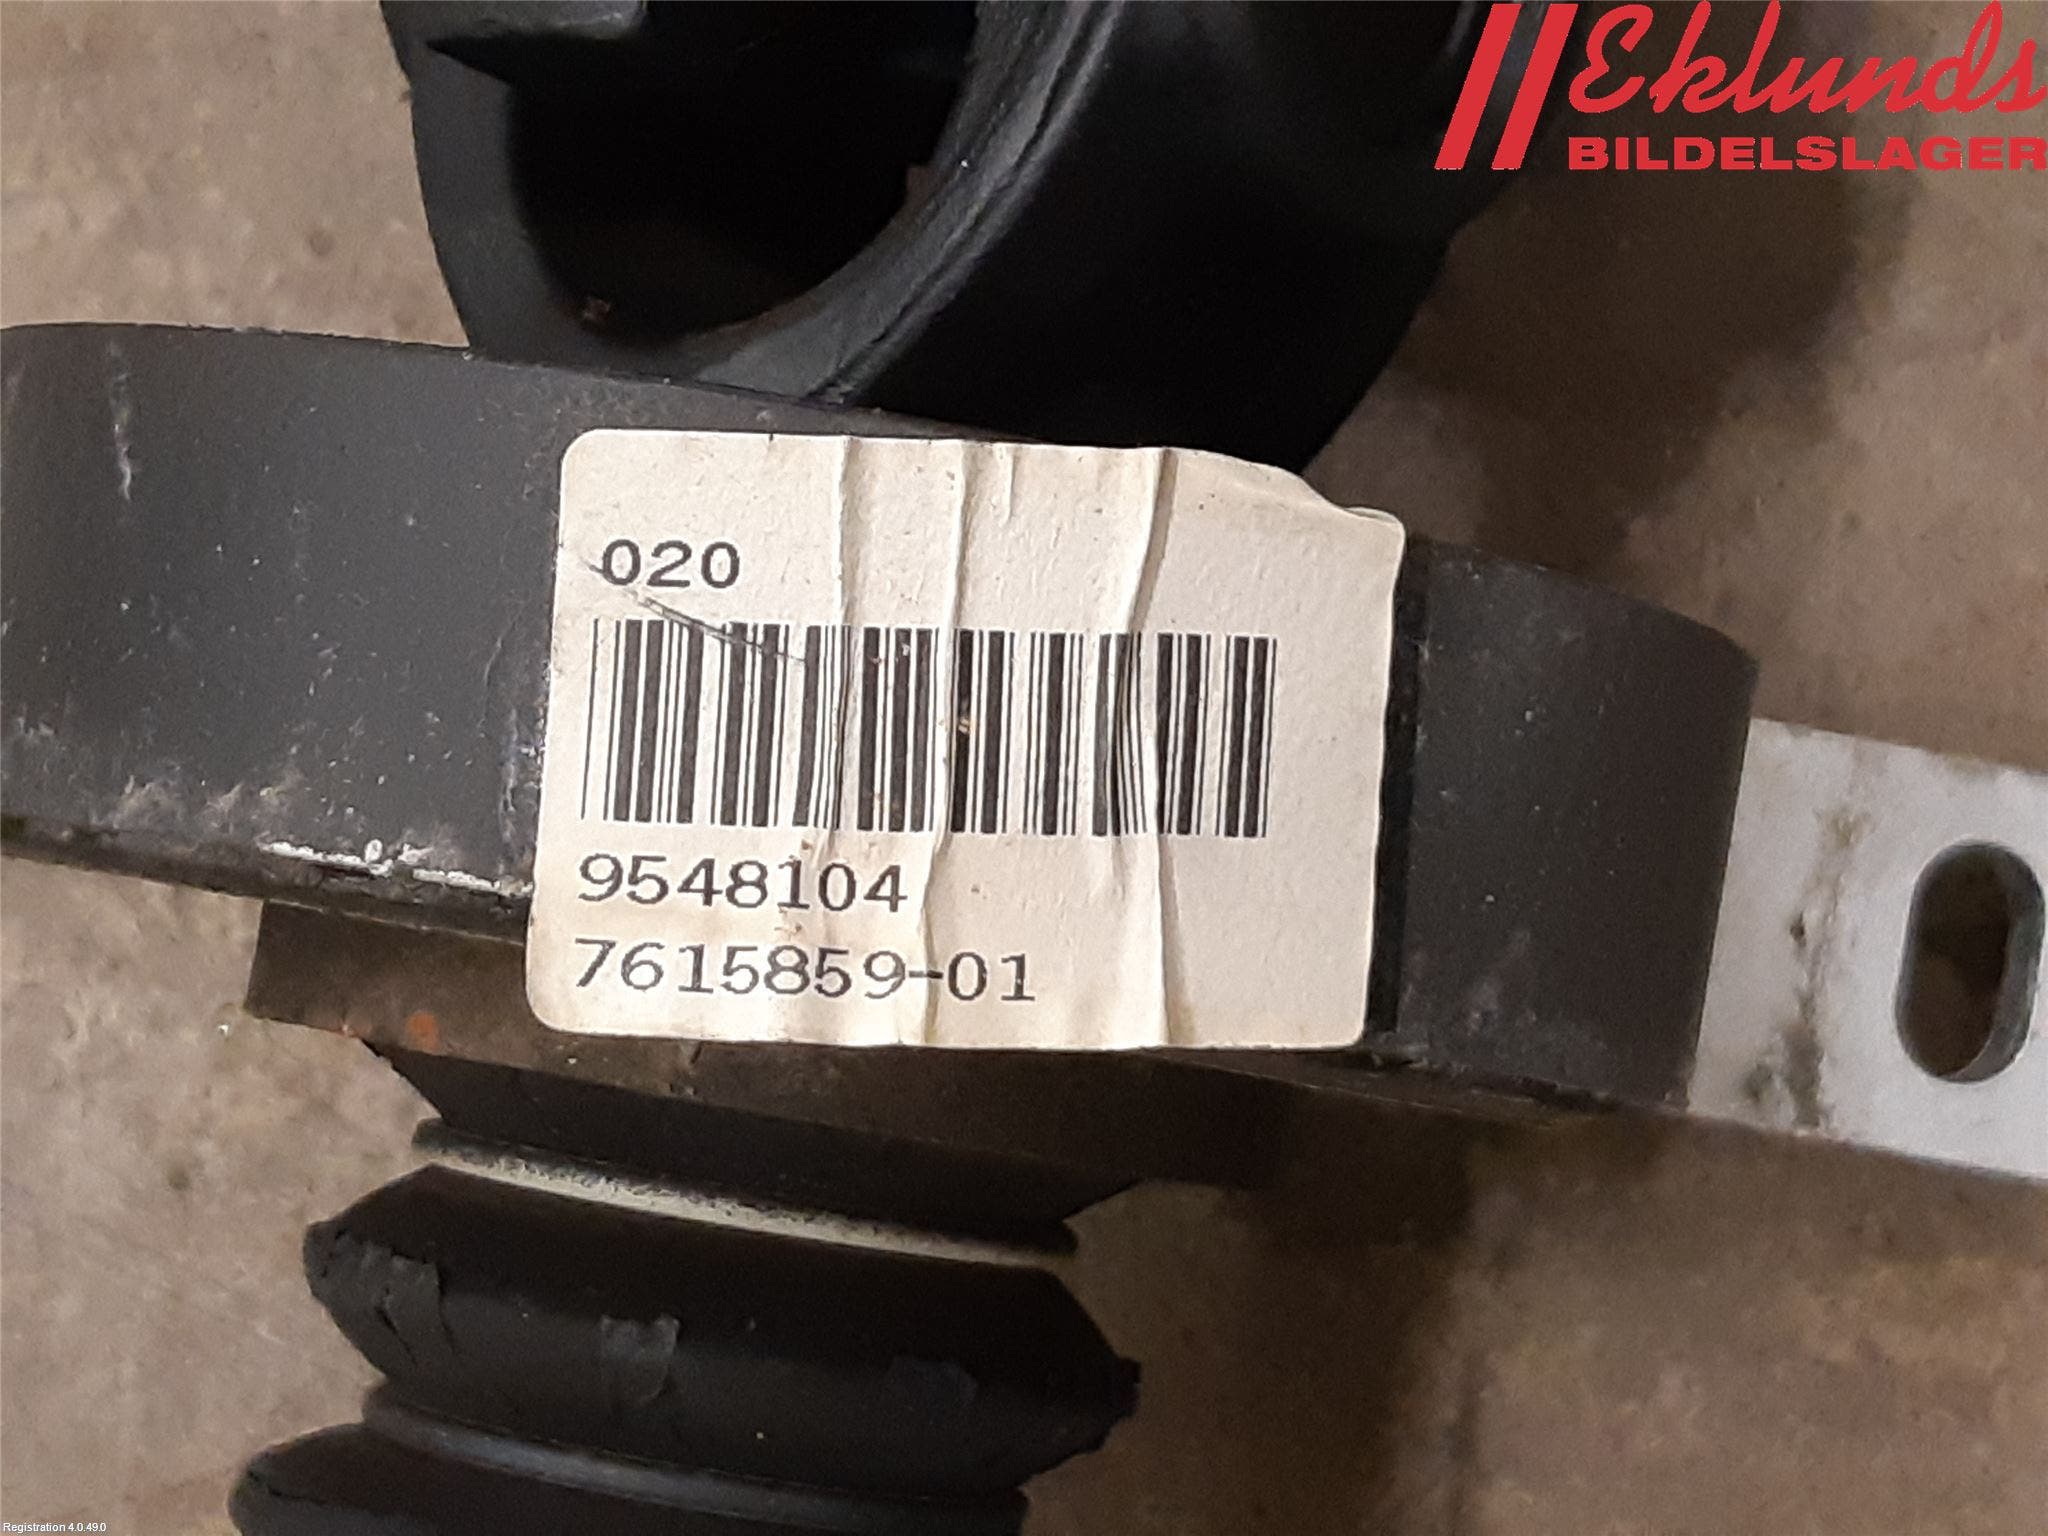 Eklunds
BILDELSLAGER
020
9548104
7615859-01
Registration 4.0.49.0